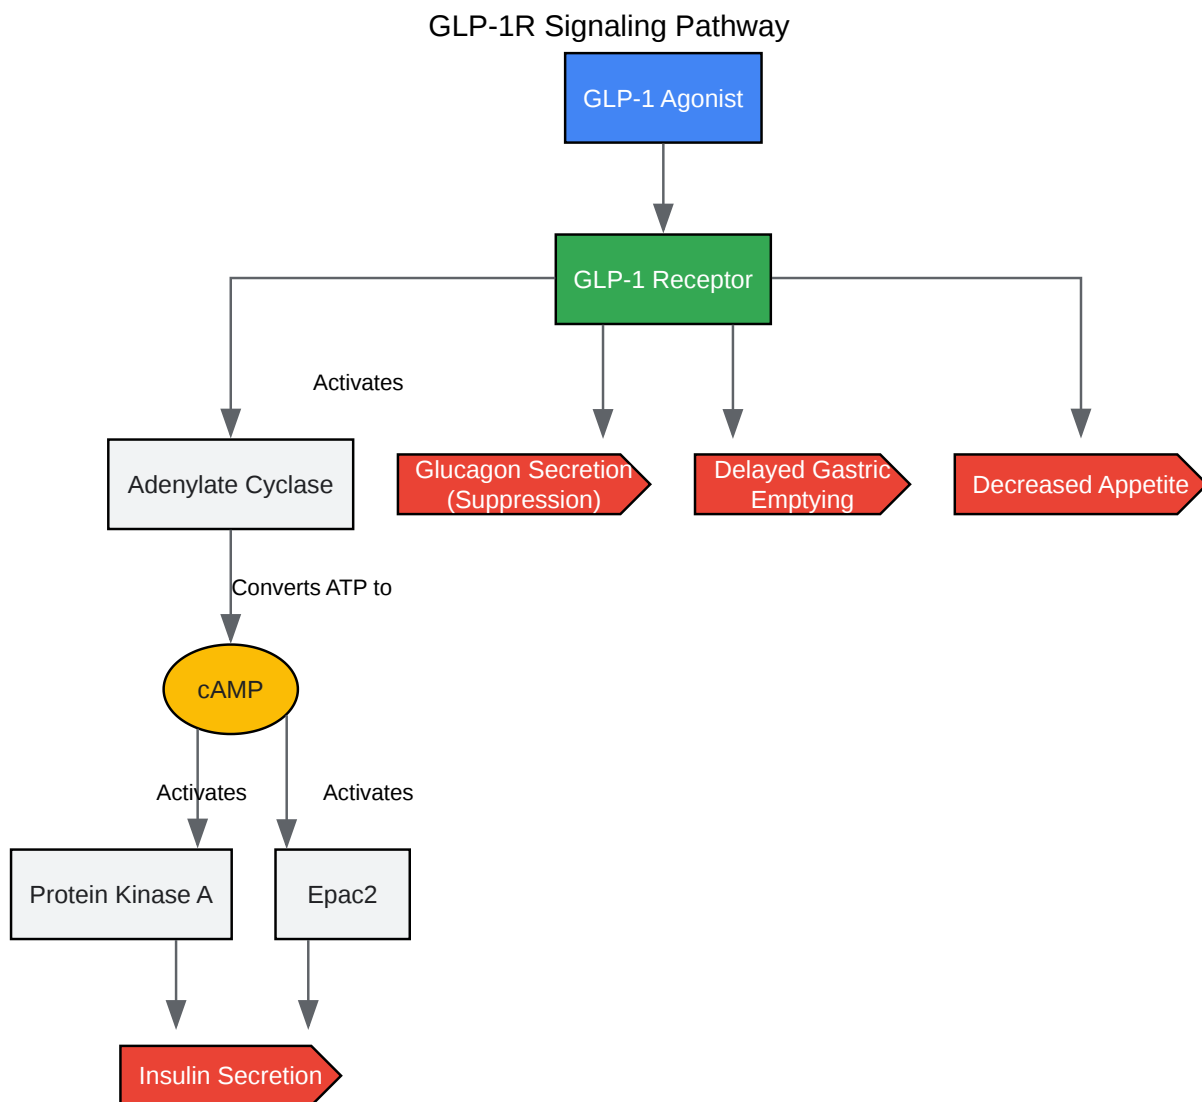 GLP-1R Signaling Pathway
GLP-1 Agonist
GLP-1 Receptor
Activates
Adenylate Cyclase
Glucagon Secretion
(Suppression)
Delayed Gastric
Emptying
Decreased Appetite
Converts ATP to
cAMP
Activates
Activates
Protein Kinase A
Epac2
Insulin Secretion